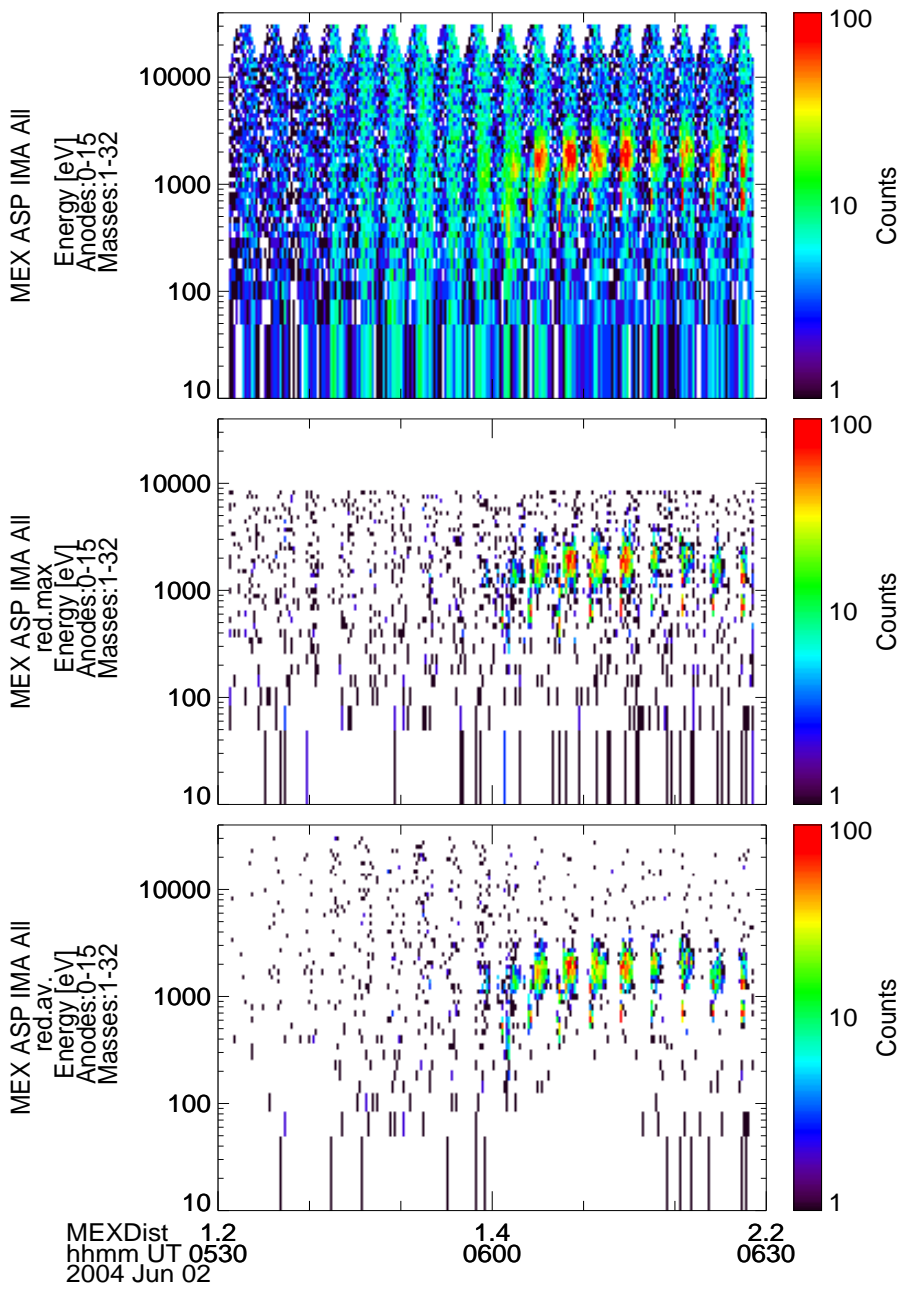 MEX ASP IMA All
Energy [eV]
Anodes:0-15
Masses:1-32
10000
1000
100
10
100
10
1
Counts
MEX ASP IMA All
red.max
Energy [eV]
Anodes:0-15
Masses:1-32
10000
1000
100
10
100
10
1
Counts
MEX ASP IMA All
red.av.
Energy [eV]
Anodes:0-15
Masses:1-32
10000
1000
100
10
100
10
1
Counts
MEXDist 1.2 1.4 2.2
hhmm UT 0530 0600 0630
2004 Jun 02